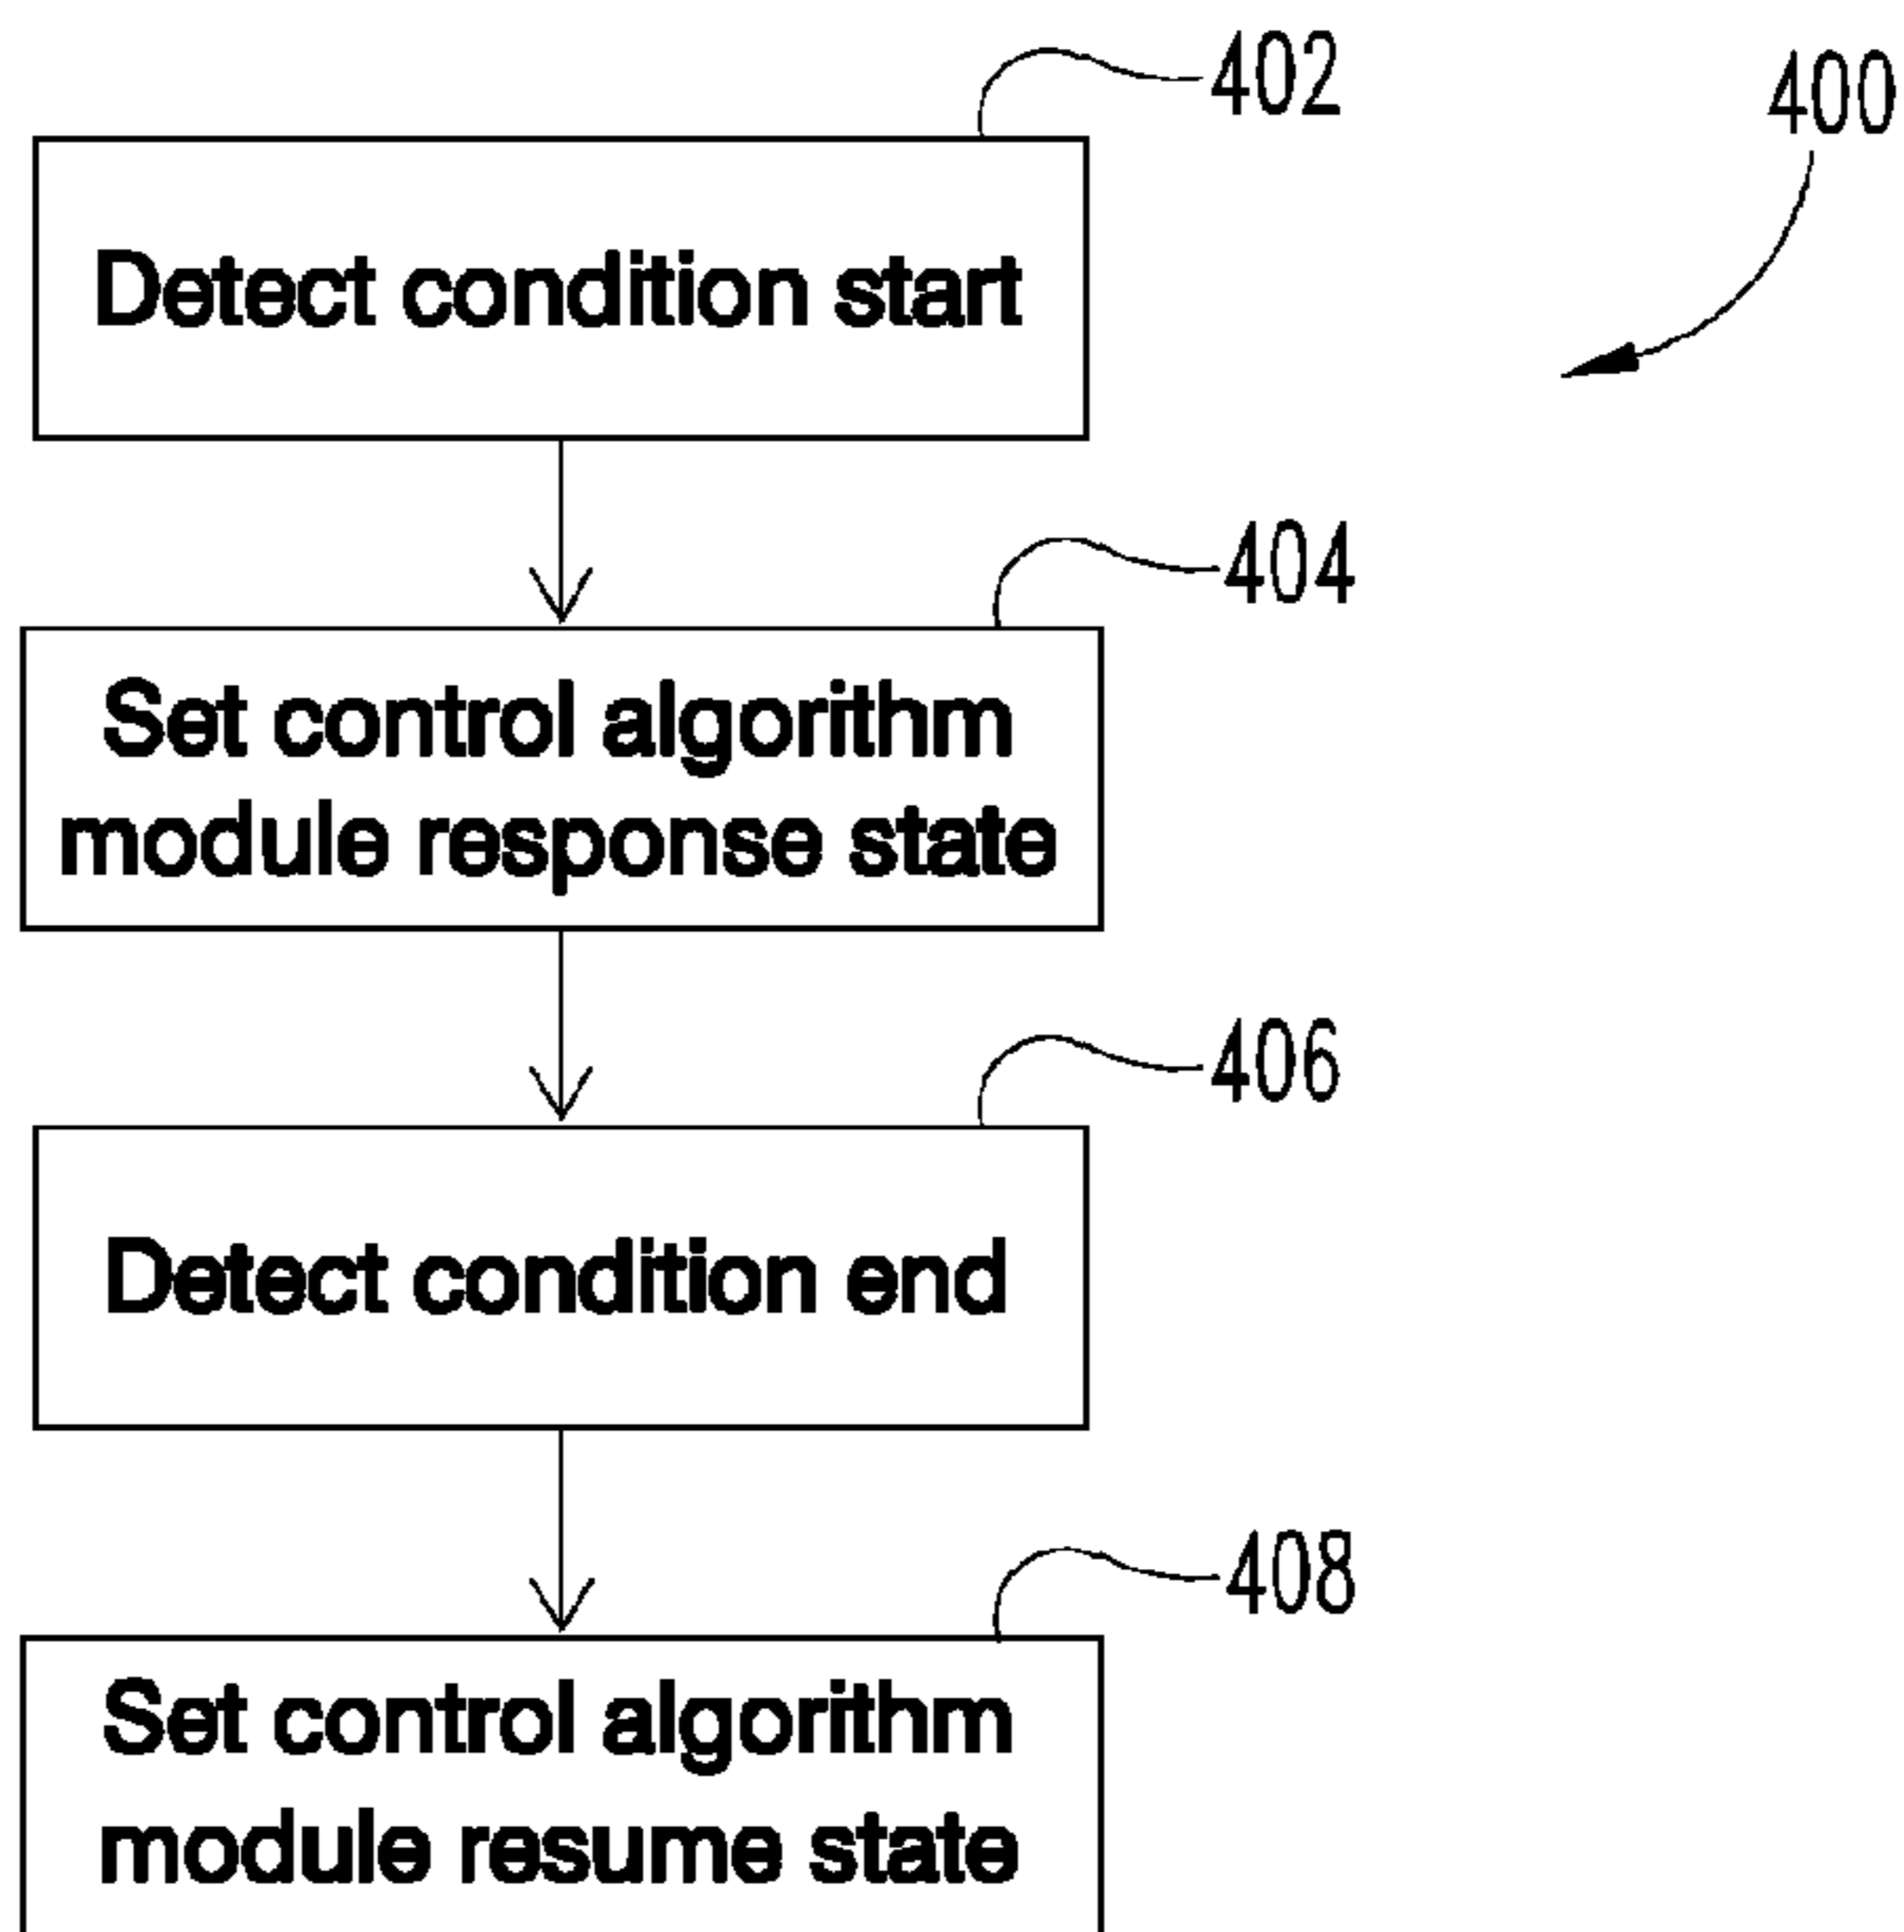 402
400
Detect condition start
404
Set control algorithm
module response state
406
Detect condition end
408
Set control algorithm
module resume state